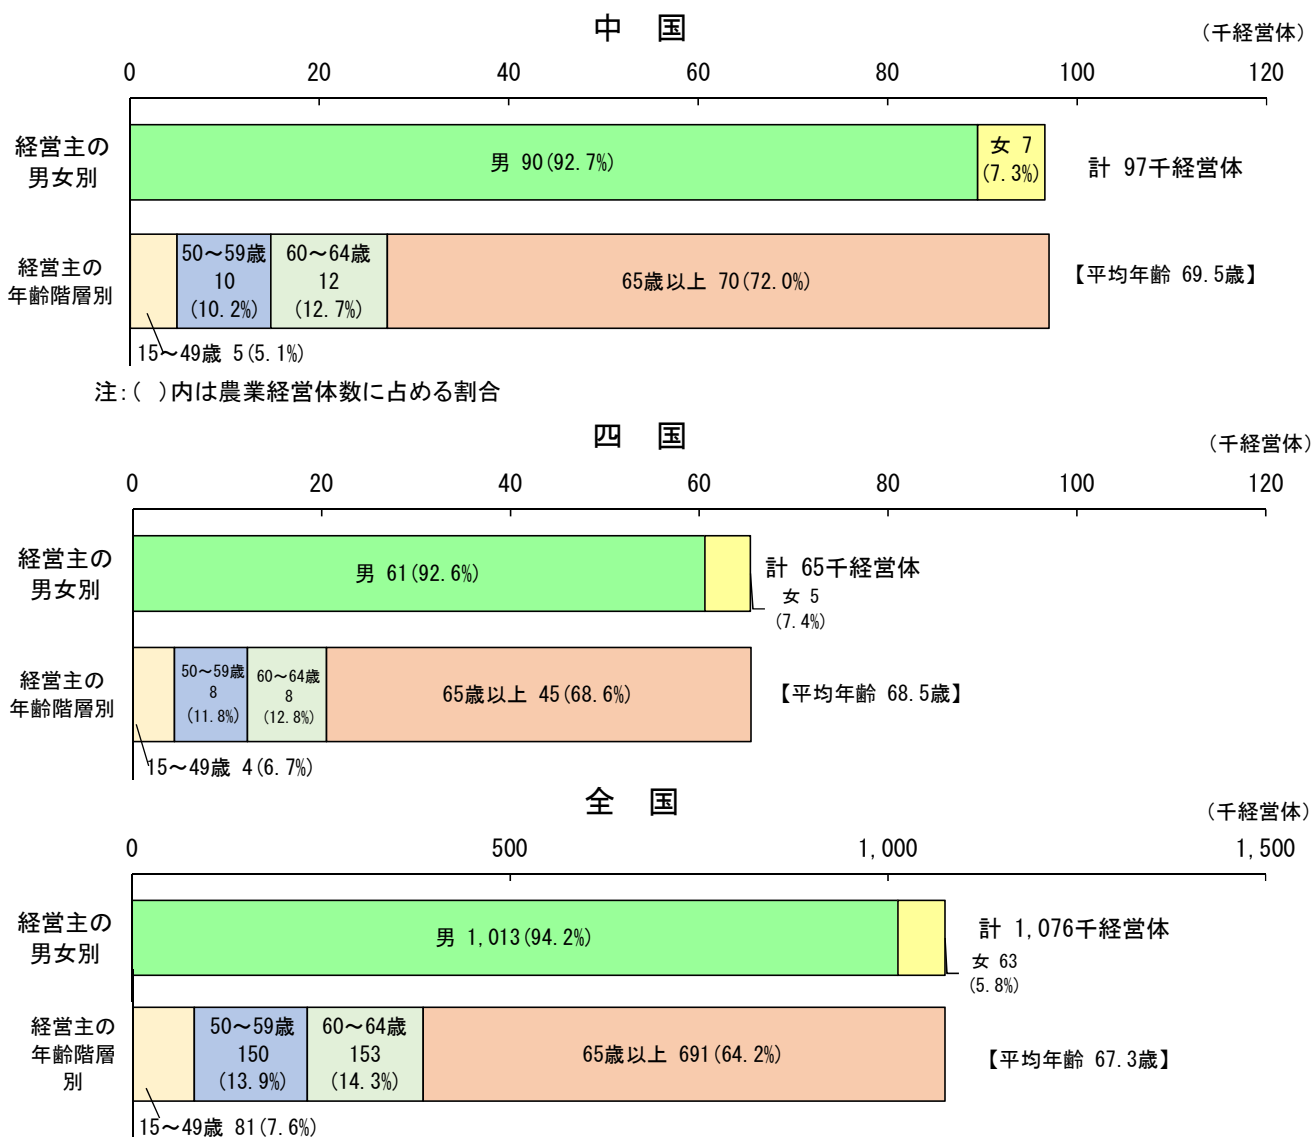 中 国
(千経営体)
0 20 40 60 80 100 120
経営主の
男女別
男 90(92.7%)
女 7
(7.3%)
計 97千経営体
経営主の
年齢階層別
50～59歳
10
(10.2%)
60～64歳
12
(12.7%)
65歳以上 70(72.0%)
【平均年齢 69.5歳】
15～49歳 5(5.1%)
注:( )内は農業経営体数に占める割合
四 国
(千経営体)
0 20 40 60 80 100 120
経営主の
男女別
男 61(92.6%)
計 65千経営体
女 5
(7.4%)
経営主の
年齢階層別
50～59歳
8
(11.8%)
60～64歳
8
(12.8%)
65歳以上 45(68.6%)
【平均年齢 68.5歳】
15～49歳 4(6.7%)
全 国
(千経営体)
0 500 1,000 1,500
経営主の
男女別
男 1,013(94.2%)
計 1,076千経営体
女 63
(5.8%)
経営主の
年齢階層
別
50～59歳
150
(13.9%)
60～64歳
153
(14.3%)
65歳以上 691(64.2%)
【平均年齢 67.3歳】
15～49歳 81(7.6%)